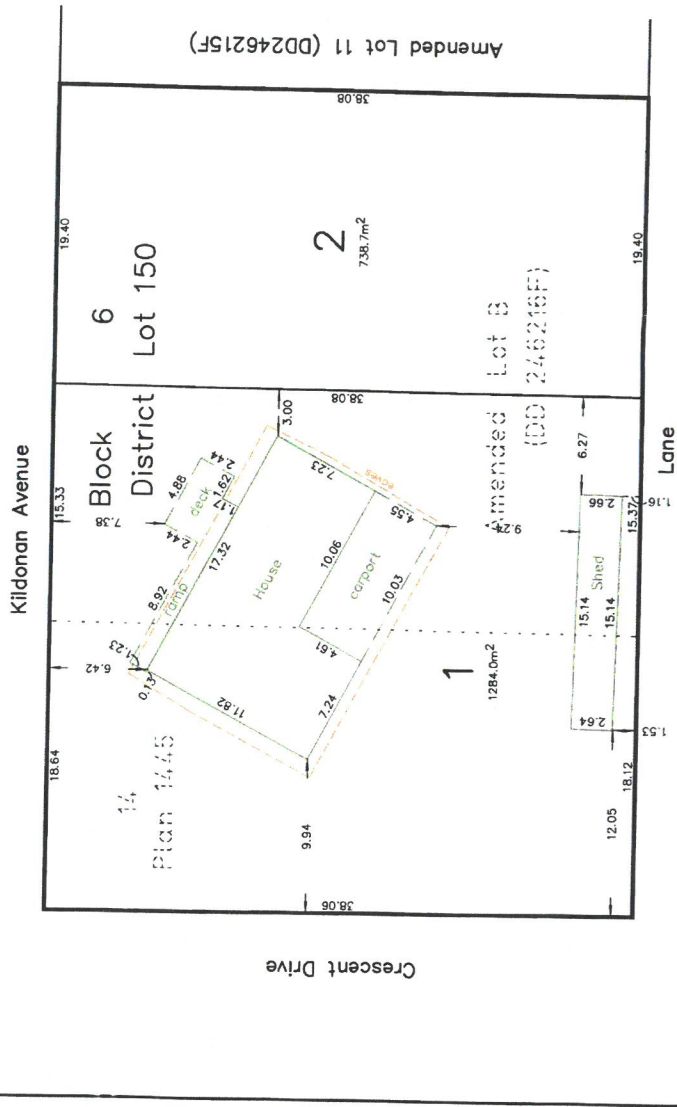 Kildonan Avenue
18.64
15.33
19.40
Amended Lot 11 (DD246215F)
Block 6
District Lot 150
14
Plan 1445
6.42
7.38
1.23
0.13
8.92
ramp
2.44
4.88
deck
2.44
1.62
1.17
17.32
House
11.82
3.00
7.23
eaves
4.55
10.06
carport
10.03
4.61
7.24
9.94
38.06
38.08
38.08
1
1284.0m²
2
738.7m²
Amended Lot B
(DD 246216F)
9.24
6.27
2.66
Shed
15.14
15.14
2.64
1.53
1.16
12.05
18.12
15.37
19.40
Lane
Crescent Drive